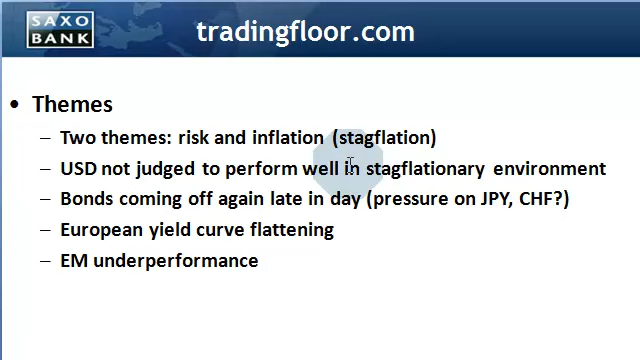 SAXO
BANK
tradingfloor.com
• Themes
– Two themes: risk and inflation (stagflation)
– USD not judged to perform well in stagflationary environment
– Bonds coming off again late in day (pressure on JPY, CHF?)
– European yield curve flattening
– EM underperformance